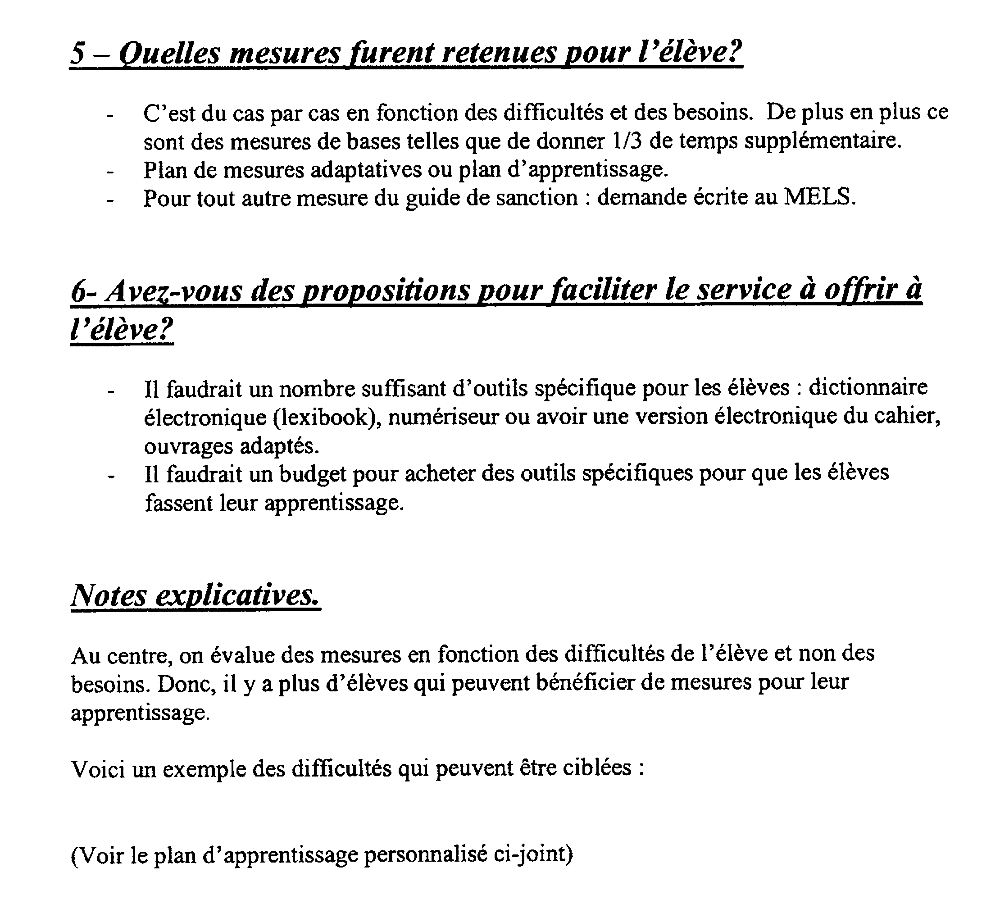 5 – Quelles mesures furent retenues pour l'élève?
- C'est du cas par cas en fonction des difficultés et des besoins. De plus en plus ce
sont des mesures de bases telles que de donner 1/3 de temps supplémentaire.
- Plan de mesures adaptatives ou plan d'apprentissage.
- Pour tout autre mesure du guide de sanction : demande écrite au MELS.
6- Avez-vous des propositions pour faciliter le service à offrir à
l'élève?
- Il faudrait un nombre suffisant d'outils spécifique pour les élèves : dictionnaire
électronique (lexibook), numériseur ou avoir une version électronique du cahier,
ouvrages adaptés.
- Il faudrait un budget pour acheter des outils spécifiques pour que les élèves
fassent leur apprentissage.
Notes explicatives.
Au centre, on évalue des mesures en fonction des difficultés de l'élève et non des
besoins. Donc, il y a plus d'élèves qui peuvent bénéficier de mesures pour leur
apprentissage.
Voici un exemple des difficultés qui peuvent être ciblées :
(Voir le plan d'apprentissage personnalisé ci-joint)